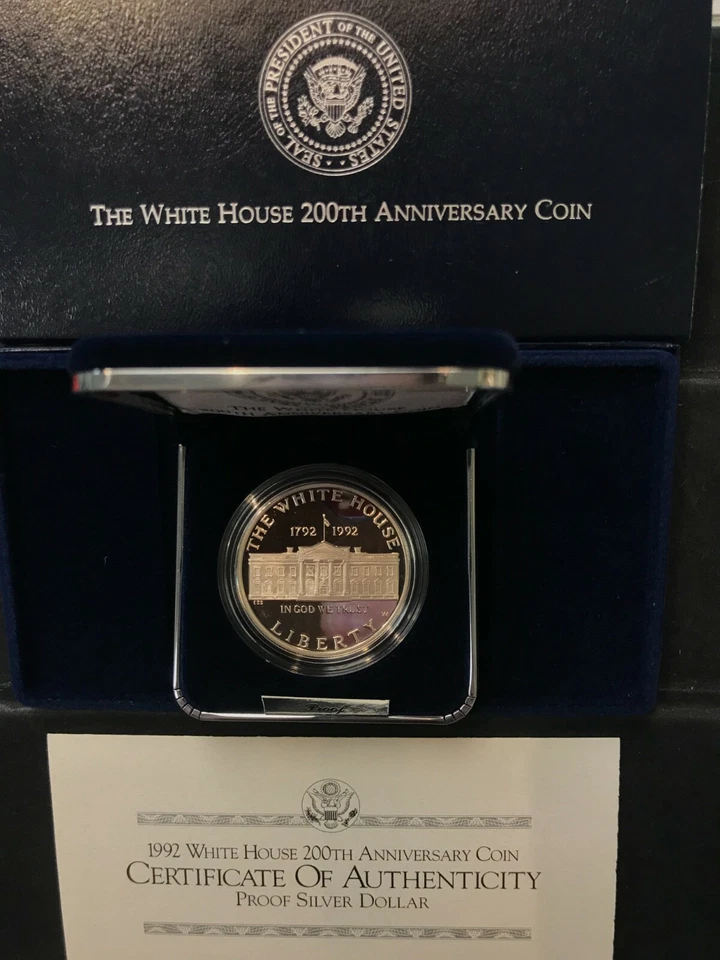 SEAL OF THE PRESIDENT OF THE UNITED STATES
THE WHITE HOUSE 200TH ANNIVERSARY COIN
THE WHITE HOUSE
1792 1992
W
IN GOD WE TRUST
LIBERTY
Proof
1992 WHITE HOUSE 200TH ANNIVERSARY COIN
CERTIFICATE OF AUTHENTICITY
PROOF SILVER DOLLAR